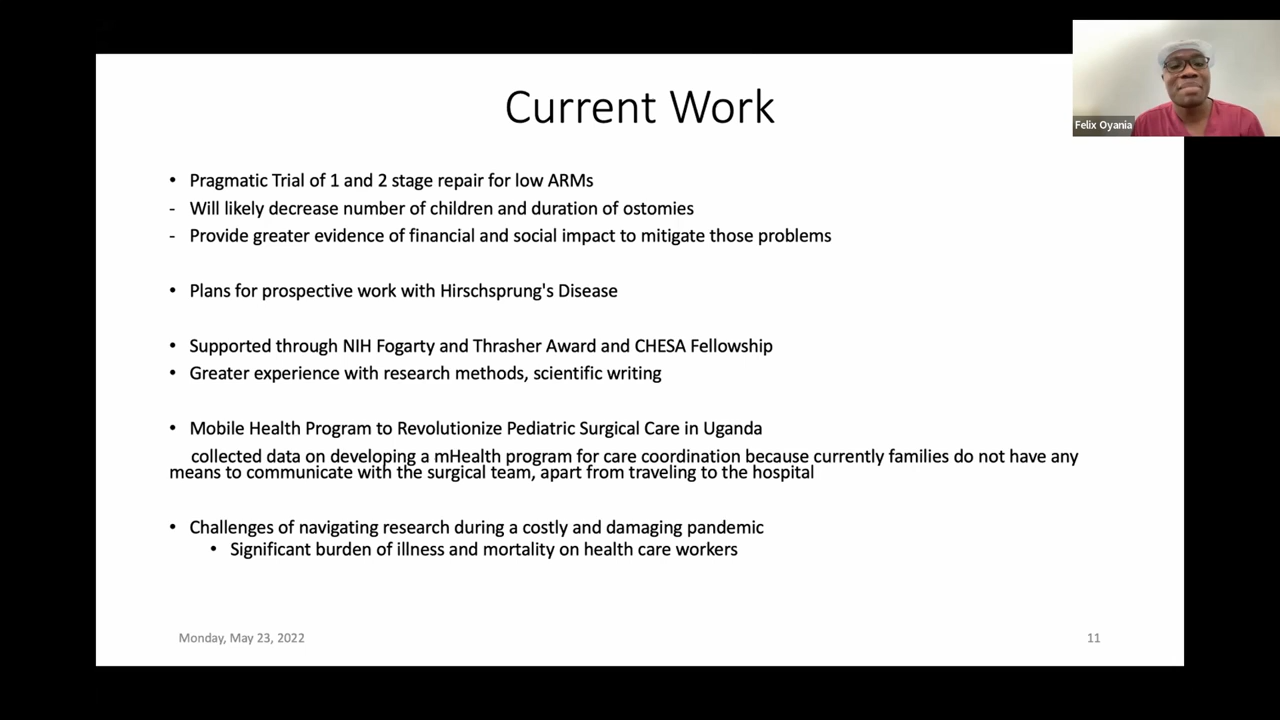 Current Work
Felix Oyania
• Pragmatic Trial of 1 and 2 stage repair for low ARMs
- Will likely decrease number of children and duration of ostomies
- Provide greater evidence of financial and social impact to mitigate those problems
• Plans for prospective work with Hirschsprung's Disease
• Supported through NIH Fogarty and Thrasher Award and CHESA Fellowship
• Greater experience with research methods, scientific writing
• Mobile Health Program to Revolutionize Pediatric Surgical Care in Uganda
collected data on developing a mHealth program for care coordination because currently families do not have any
means to communicate with the surgical team, apart from traveling to the hospital
• Challenges of navigating research during a costly and damaging pandemic
• Significant burden of illness and mortality on health care workers
Monday, May 23, 2022
11